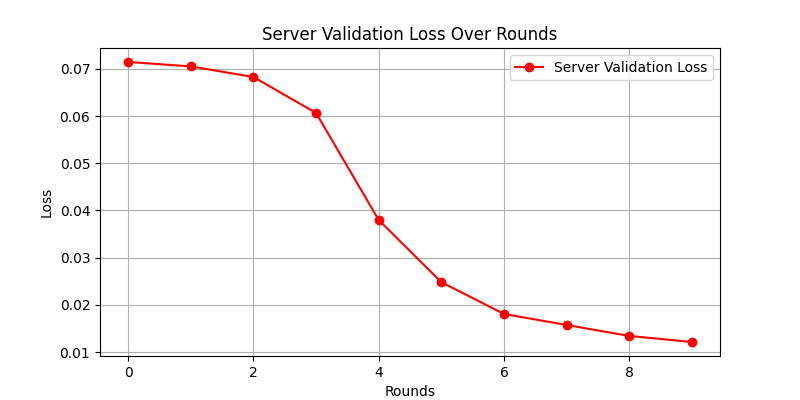 Server Validation Loss Over Rounds
Server Validation Loss
0.07
0.06
0.05
0.04
0.03
0.02
0.01
Loss
0 2 4 6 8
Rounds